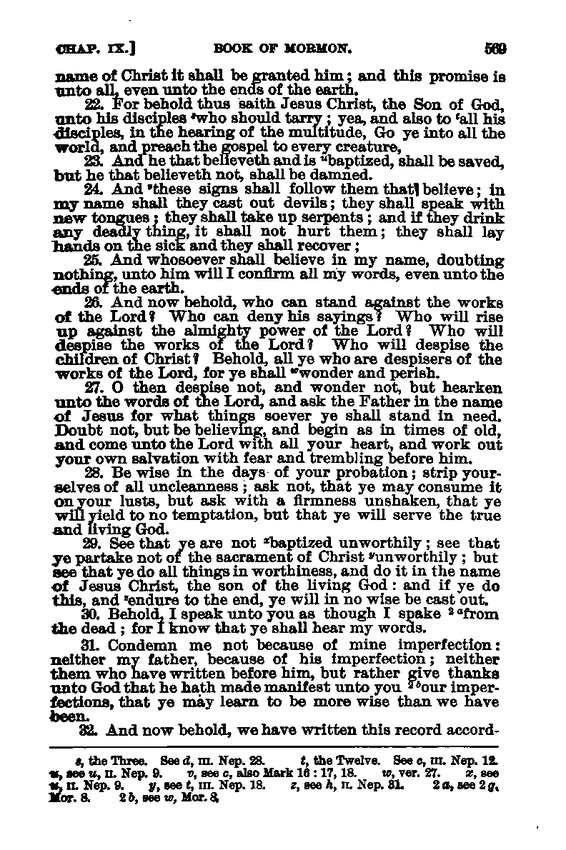 CHAP. IX.] BOOK OF MORMON. 569
name of Christ it shall be granted him; and this promise is
unto all, even unto the ends of the earth.
22. For behold thus saith Jesus Christ, the Son of God,
unto his disciples ˢwho should tarry; yea, and also to ᵗall his
disciples, in the hearing of the multitude, Go ye into all the
world, and preach the gospel to every creature,
23. And he that believeth and is ᵘbaptized, shall be saved,
but he that believeth not, shall be damned.
24. And ᵛthese signs shall follow them that believe; in
my name shall they cast out devils; they shall speak with
new tongues; they shall take up serpents; and if they drink
any deadly thing, it shall not hurt them; they shall lay
hands on the sick and they shall recover;
25. And whosoever shall believe in my name, doubting
nothing, unto him will I confirm all my words, even unto the
ends of the earth.
26. And now behold, who can stand against the works
of the Lord? Who can deny his sayings? Who will rise
up against the almighty power of the Lord? Who will
despise the works of the Lord? Who will despise the
children of Christ? Behold, all ye who are despisers of the
works of the Lord, for ye shall ʷwonder and perish.
27. O then despise not, and wonder not, but hearken
unto the words of the Lord, and ask the Father in the name
of Jesus for what things soever ye shall stand in need.
Doubt not, but be believing, and begin as in times of old,
and come unto the Lord with all your heart, and work out
your own salvation with fear and trembling before him.
28. Be wise in the days of your probation; strip your-
selves of all uncleanness; ask not, that ye may consume it
on your lusts, but ask with a firmness unshaken, that ye
will yield to no temptation, but that ye will serve the true
and living God.
29. See that ye are not ˣbaptized unworthily; see that
ye partake not of the sacrament of Christ ʸunworthily; but
see that ye do all things in worthiness, and do it in the name
of Jesus Christ, the son of the living God: and if ye do
this, and ᶻendure to the end, ye will in no wise be cast out.
30. Behold, I speak unto you as though I spake ²ᵃfrom
the dead; for I know that ye shall hear my words.
31. Condemn me not because of mine imperfection:
neither my father, because of his imperfection; neither
them who have written before him, but rather give thanks
unto God that he hath made manifest unto you ²ᵇour imper-
fections, that ye may learn to be more wise than we have
been.
32. And now behold, we have written this record accord-
s, the Three. See d, III. Nep. 28. t, the Twelve. See c, III. Nep. 12.
u, see u, II. Nep. 9. v, see c, also Mark 16:17, 18. w, ver. 27. x, see
u, II. Nep. 9. y, see t, III. Nep. 18. z, see h, II. Nep. 31. 2a, see 2g,
Mor. 8. 2b, see w, Mor. 8,